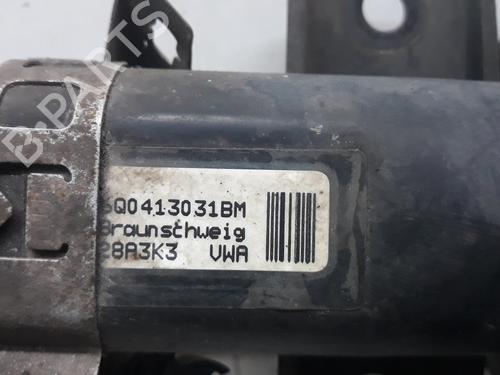 B-PARTS
6Q0413031BM
Braunschweig
28A3K3 VWA